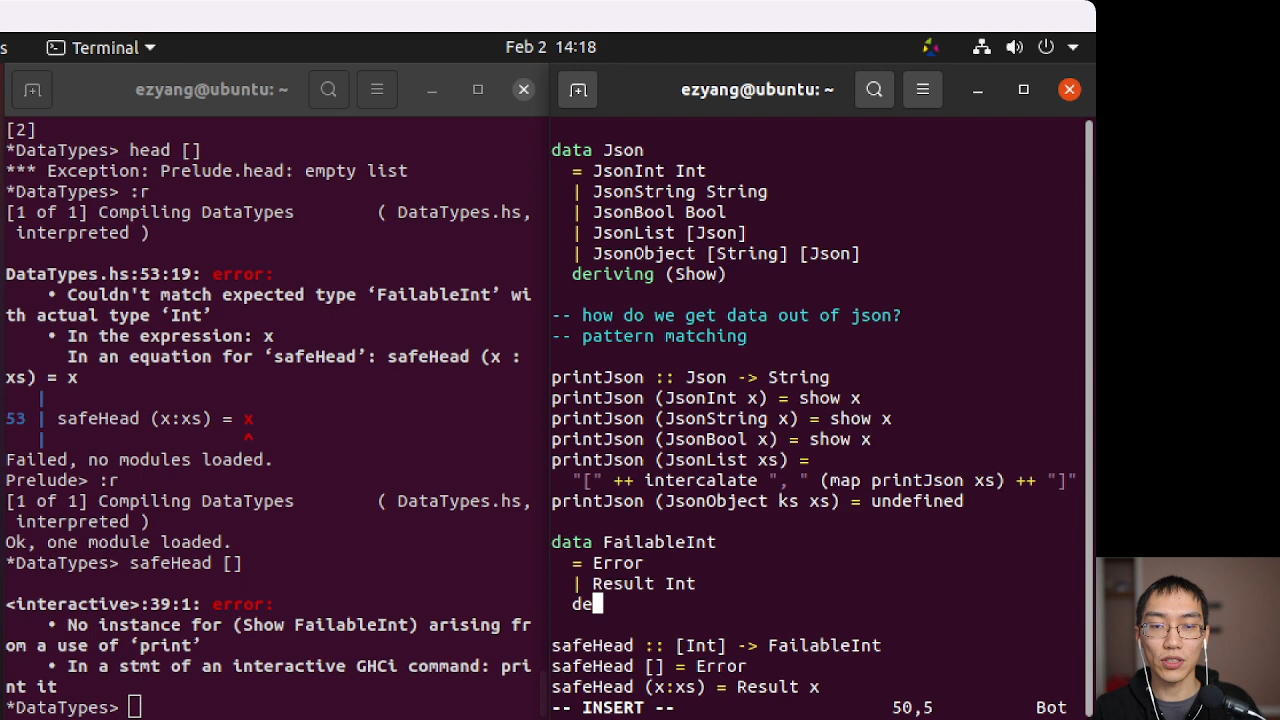 s
Terminal
Feb 2 14:18
ezyang@ubuntu: ~
[2]
*DataTypes> head []
*** Exception: Prelude.head: empty list
*DataTypes> :r
[1 of 1] Compiling DataTypes        ( DataTypes.hs,
 interpreted )
DataTypes.hs:53:19: error:
    • Couldn't match expected type ‘FailableInt’ wi
th actual type ‘Int’
    • In the expression: x
      In an equation for ‘safeHead’: safeHead (x :
xs) = x
   |
53 | safeHead (x:xs) = x
   |                   ^
Failed, no modules loaded.
Prelude> :r
[1 of 1] Compiling DataTypes        ( DataTypes.hs,
 interpreted )
Ok, one module loaded.
*DataTypes> safeHead []
<interactive>:39:1: error:
    • No instance for (Show FailableInt) arising fr
om a use of ‘print’
    • In a stmt of an interactive GHCi command: pri
nt it
*DataTypes>
ezyang@ubuntu: ~
data Json
  = JsonInt Int
  | JsonString String
  | JsonBool Bool
  | JsonList [Json]
  | JsonObject [String] [Json]
  deriving (Show)
-- how do we get data out of json?
-- pattern matching
printJson :: Json -> String
printJson (JsonInt x) = show x
printJson (JsonString x) = show x
printJson (JsonBool x) = show x
printJson (JsonList xs) =
  "[" ++ intercalate ", " (map printJson xs) ++ "]"
printJson (JsonObject ks xs) = undefined
data FailableInt
  = Error
  | Result Int
  de
safeHead :: [Int] -> FailableInt
safeHead [] = Error
safeHead (x:xs) = Result x
-- INSERT --
50,5
Bot